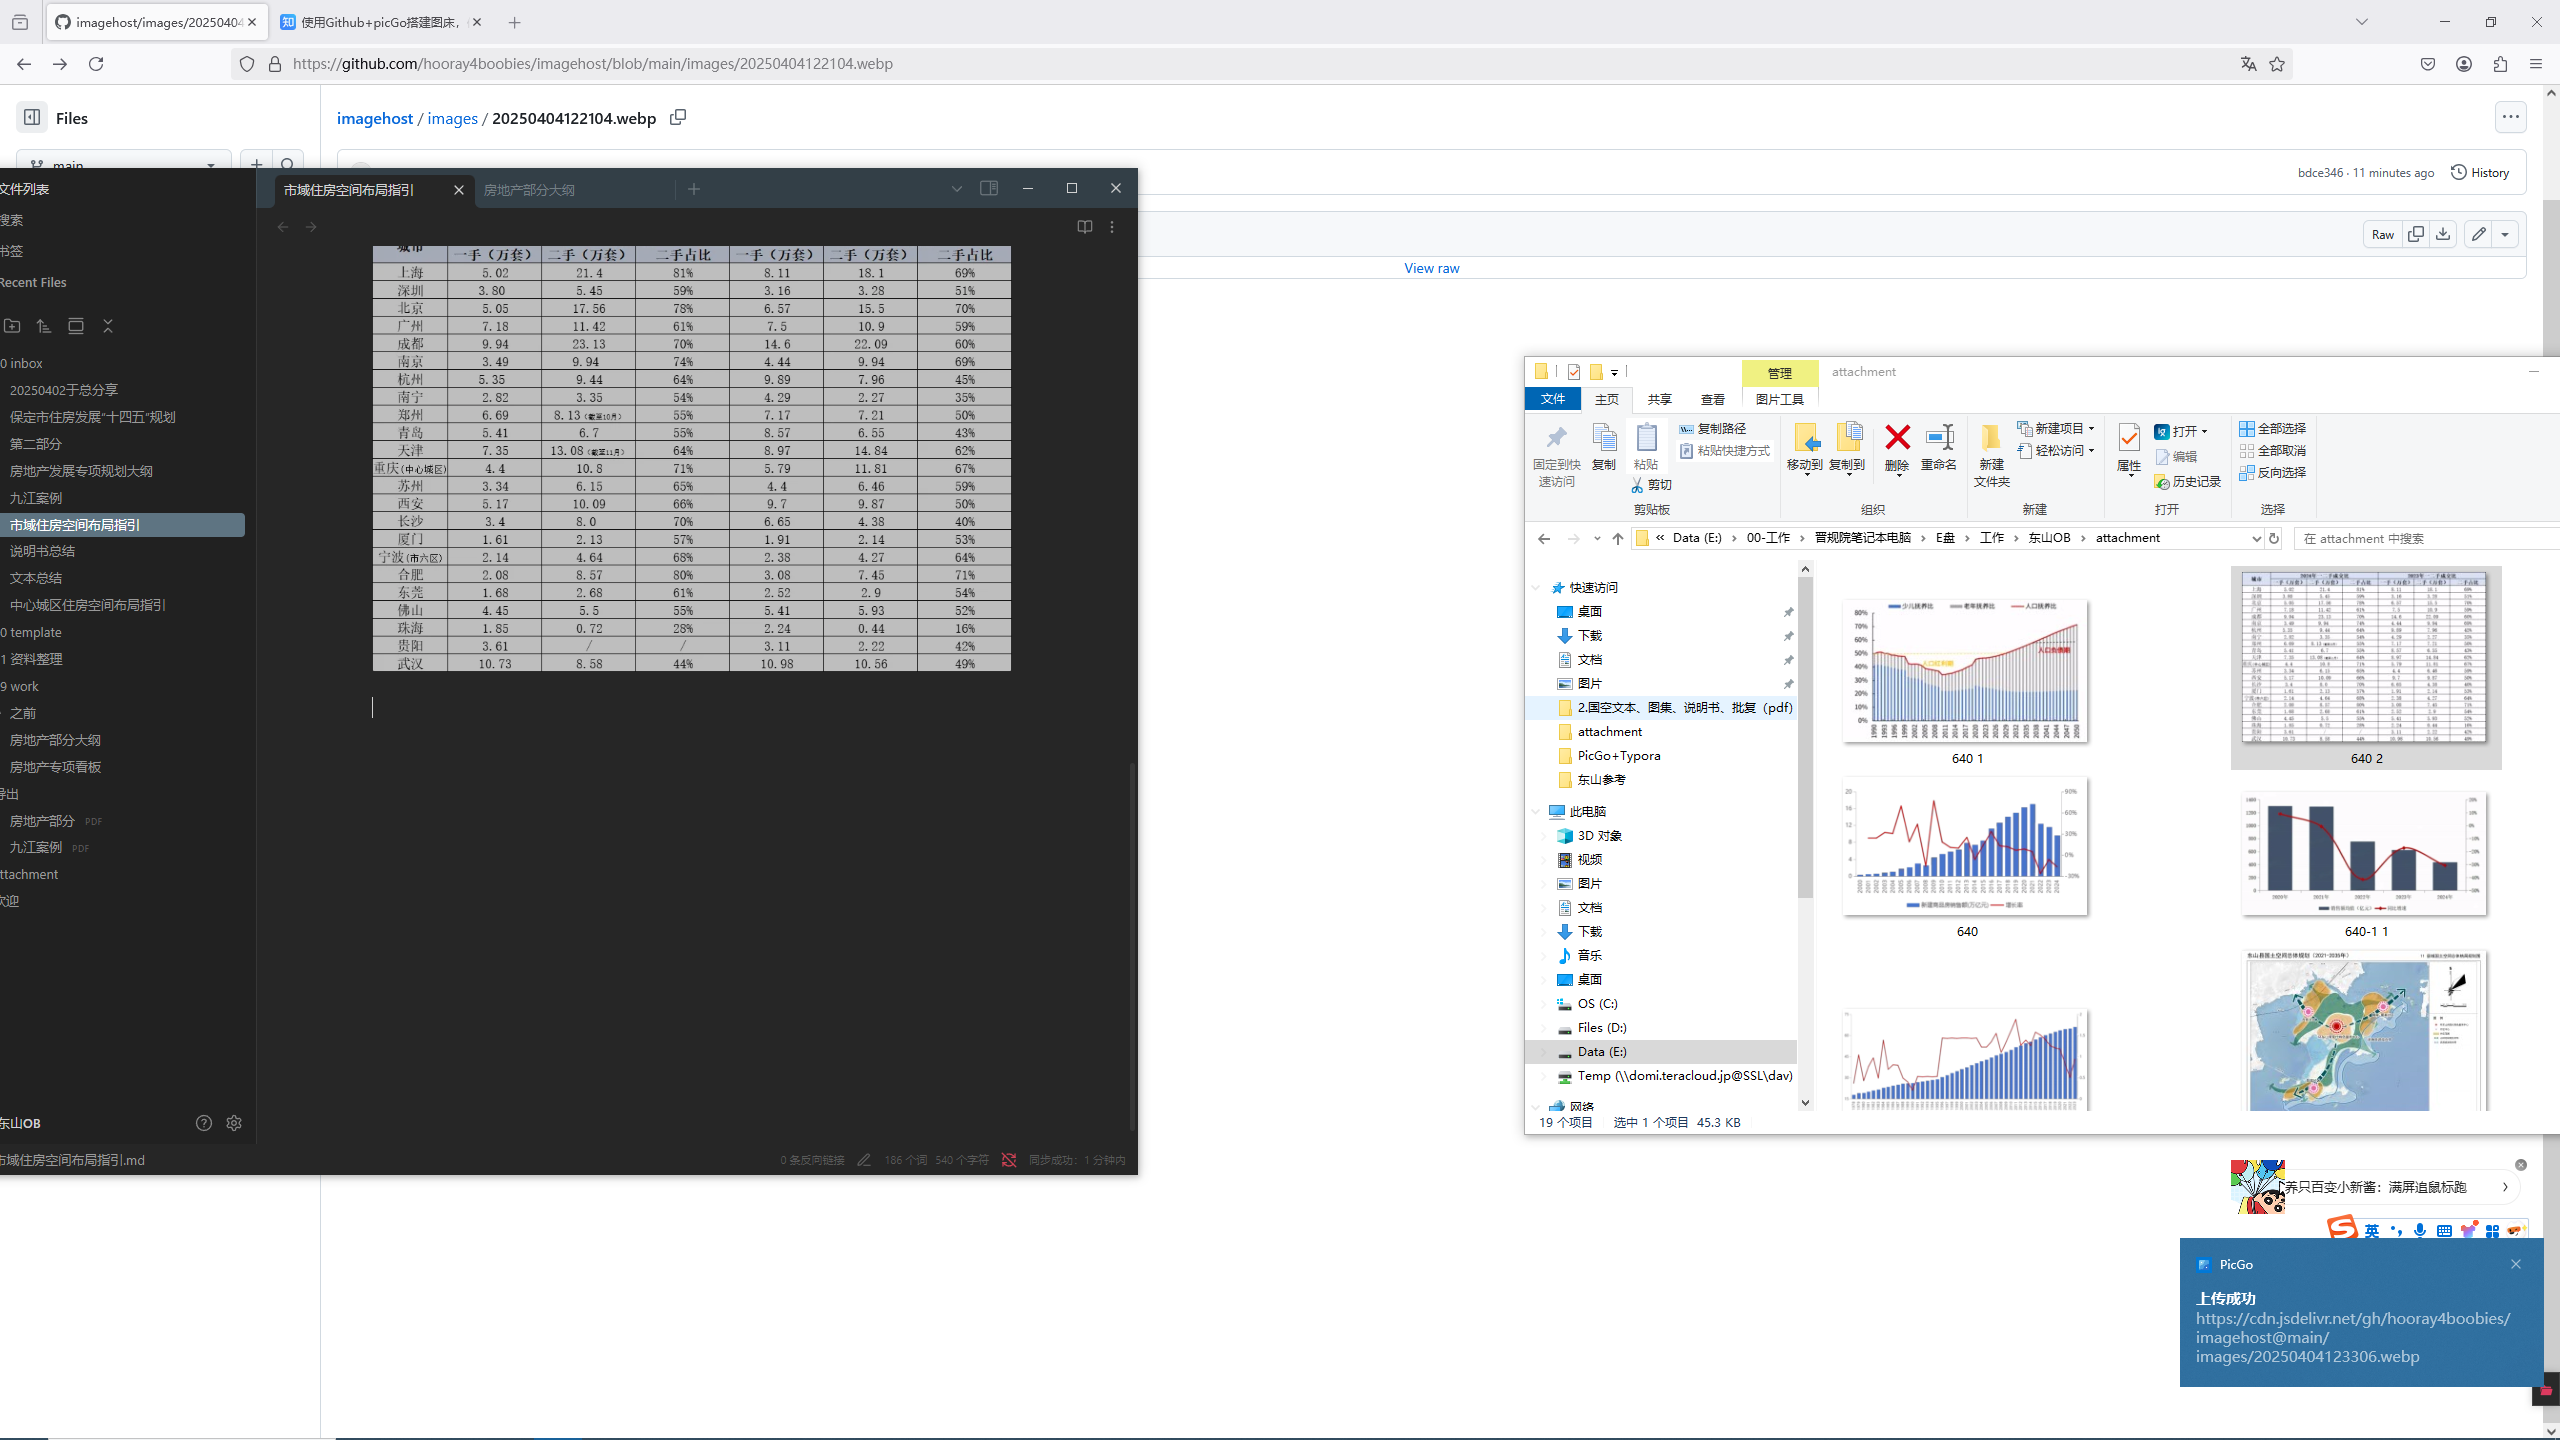 imagehost/images/20250404
使用Github+picGo搭建图床，
https://github.com/hooray4boobies/imagehost/blob/main/images/20250404122104.webp
Files
imagehost / images / 20250404122104.webp
main
bdce346 · 11 minutes ago
History
Raw
View raw
文件列表
搜索
书签
Recent Files
0 inbox
20250402于总分享
保定市住房发展“十四五”规划
第二部分
房地产发展专项规划大纲
九江案例
市域住房空间布局指引
说明书总结
文本总结
中心城区住房空间布局指引
0 template
1 资料整理
9 work
之前
房地产部分大纲
房地产专项看板
导出
房地产部分 PDF
九江案例 PDF
ttachment
欢迎
东山OB
市域住房空间布局指引.md
市域住房空间布局指引
房地产部分大纲
城市 一手（万套） 二手（万套） 二手占比 一手（万套） 二手（万套） 二手占比
上海 5.02 21.4 81% 8.11 18.1 69%
深圳 3.80 5.45 59% 3.16 3.28 51%
北京 5.05 17.56 78% 6.57 15.5 70%
广州 7.18 11.42 61% 7.5 10.9 59%
成都 9.94 23.13 70% 14.6 22.09 60%
南京 3.49 9.94 74% 4.44 9.94 69%
杭州 5.35 9.44 64% 9.89 7.96 45%
南宁 2.82 3.35 54% 4.29 2.27 35%
郑州 6.69 8.13（截至10月） 55% 7.17 7.21 50%
青岛 5.41 6.7 55% 8.57 6.55 43%
天津 7.35 13.08（截至11月） 64% 8.97 14.84 62%
重庆(中心城区) 4.4 10.8 71% 5.79 11.81 67%
苏州 3.34 6.15 65% 4.4 6.46 59%
西安 5.17 10.09 66% 9.7 9.87 50%
长沙 3.4 8.0 70% 6.65 4.38 40%
厦门 1.61 2.13 57% 1.91 2.14 53%
宁波(市六区) 2.14 4.64 68% 2.38 4.27 64%
合肥 2.08 8.57 80% 3.08 7.45 71%
东莞 1.68 2.68 61% 2.52 2.9 54%
佛山 4.45 5.5 55% 5.41 5.93 52%
珠海 1.85 0.72 28% 2.24 0.44 16%
贵阳 3.61 / / 3.11 2.22 42%
武汉 10.73 8.58 44% 10.98 10.56 49%
0 条反向链接 186 个词 540 个字符 同步成功：1 分钟内
管理
attachment
文件 主页 共享 查看 图片工具
固定到快速访问
复制
粘贴
复制路径
粘贴快捷方式
剪切
剪贴板
移动到
复制到
删除
重命名
组织
新建文件夹
新建项目
轻松访问
新建
属性
打开
编辑
历史记录
打开
全部选择
全部取消
反向选择
选择
« Data (E:) › 00-工作 › 晋规院笔记本电脑 › E盘 › 工作 › 东山OB › attachment
在 attachment 中搜索
快速访问
桌面
下载
文档
图片
2.国空文本、图集、说明书、批复（pdf）
attachment
PicGo+Typora
东山参考
此电脑
3D 对象
视频
图片
文档
下载
音乐
桌面
OS (C:)
Files (D:)
Data (E:)
Temp (\\domi.teracloud.jp@SSL\dav)
网络
少儿抚养比 老年抚养比 人口抚养比
640 1
640 2
640
640-1 1
19 个项目 选中 1 个项目 45.3 KB
养只百变小新酱：满屏追鼠标跑
英
PicGo
上传成功
https://cdn.jsdelivr.net/gh/hooray4boobies/
imagehost@main/
images/20250404123306.webp